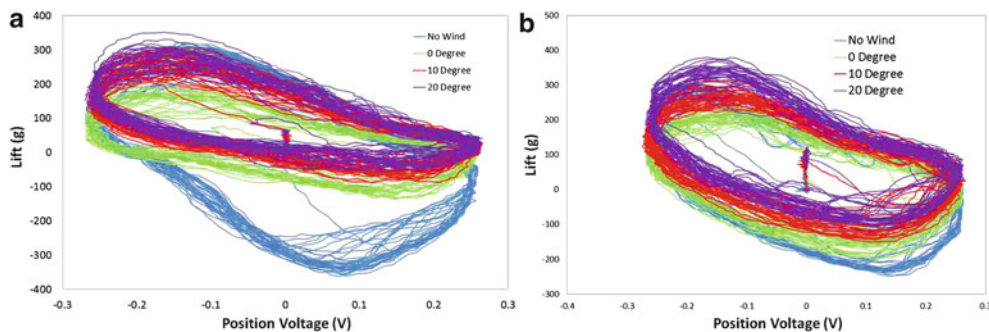 a
400
300
200
100
0
-100
-200
-300
-400
Lift (g)
-0.3
-0.2
-0.1
0
0.1
0.2
0.3
Position Voltage (V)
No Wind
0 Degree
10 Degree
20 Degree
b
500
400
300
200
100
0
-100
-200
-300
Lift (g)
-0.4
-0.3
-0.2
-0.1
0
0.1
0.2
0.3
Position Voltage (V)
No Wind
0 Degree
10 Degree
20 Degree